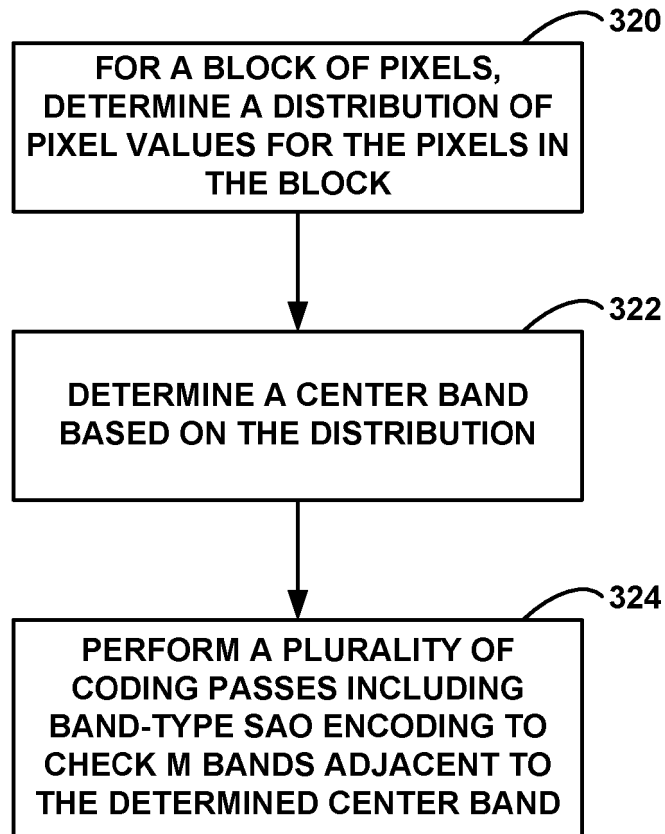 320
FOR A BLOCK OF PIXELS,
DETERMINE A DISTRIBUTION OF
PIXEL VALUES FOR THE PIXELS IN
THE BLOCK
322
DETERMINE A CENTER BAND
BASED ON THE DISTRIBUTION
324
PERFORM A PLURALITY OF
CODING PASSES INCLUDING
BAND-TYPE SAO ENCODING TO
CHECK M BANDS ADJACENT TO
THE DETERMINED CENTER BAND